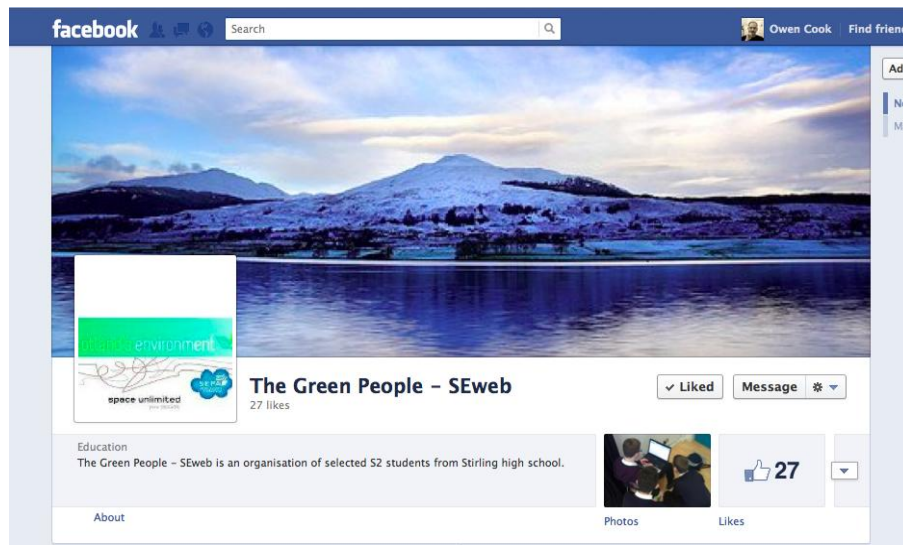 facebook
Search
Owen Cook
Find frien
Ad
N
M
environment
SEPA
space unlimited
The Green People – SEweb
27 likes
Liked
Message
Education
The Green People – SEweb is an organisation of selected S2 students from Stirling high school.
27
About
Photos
Likes